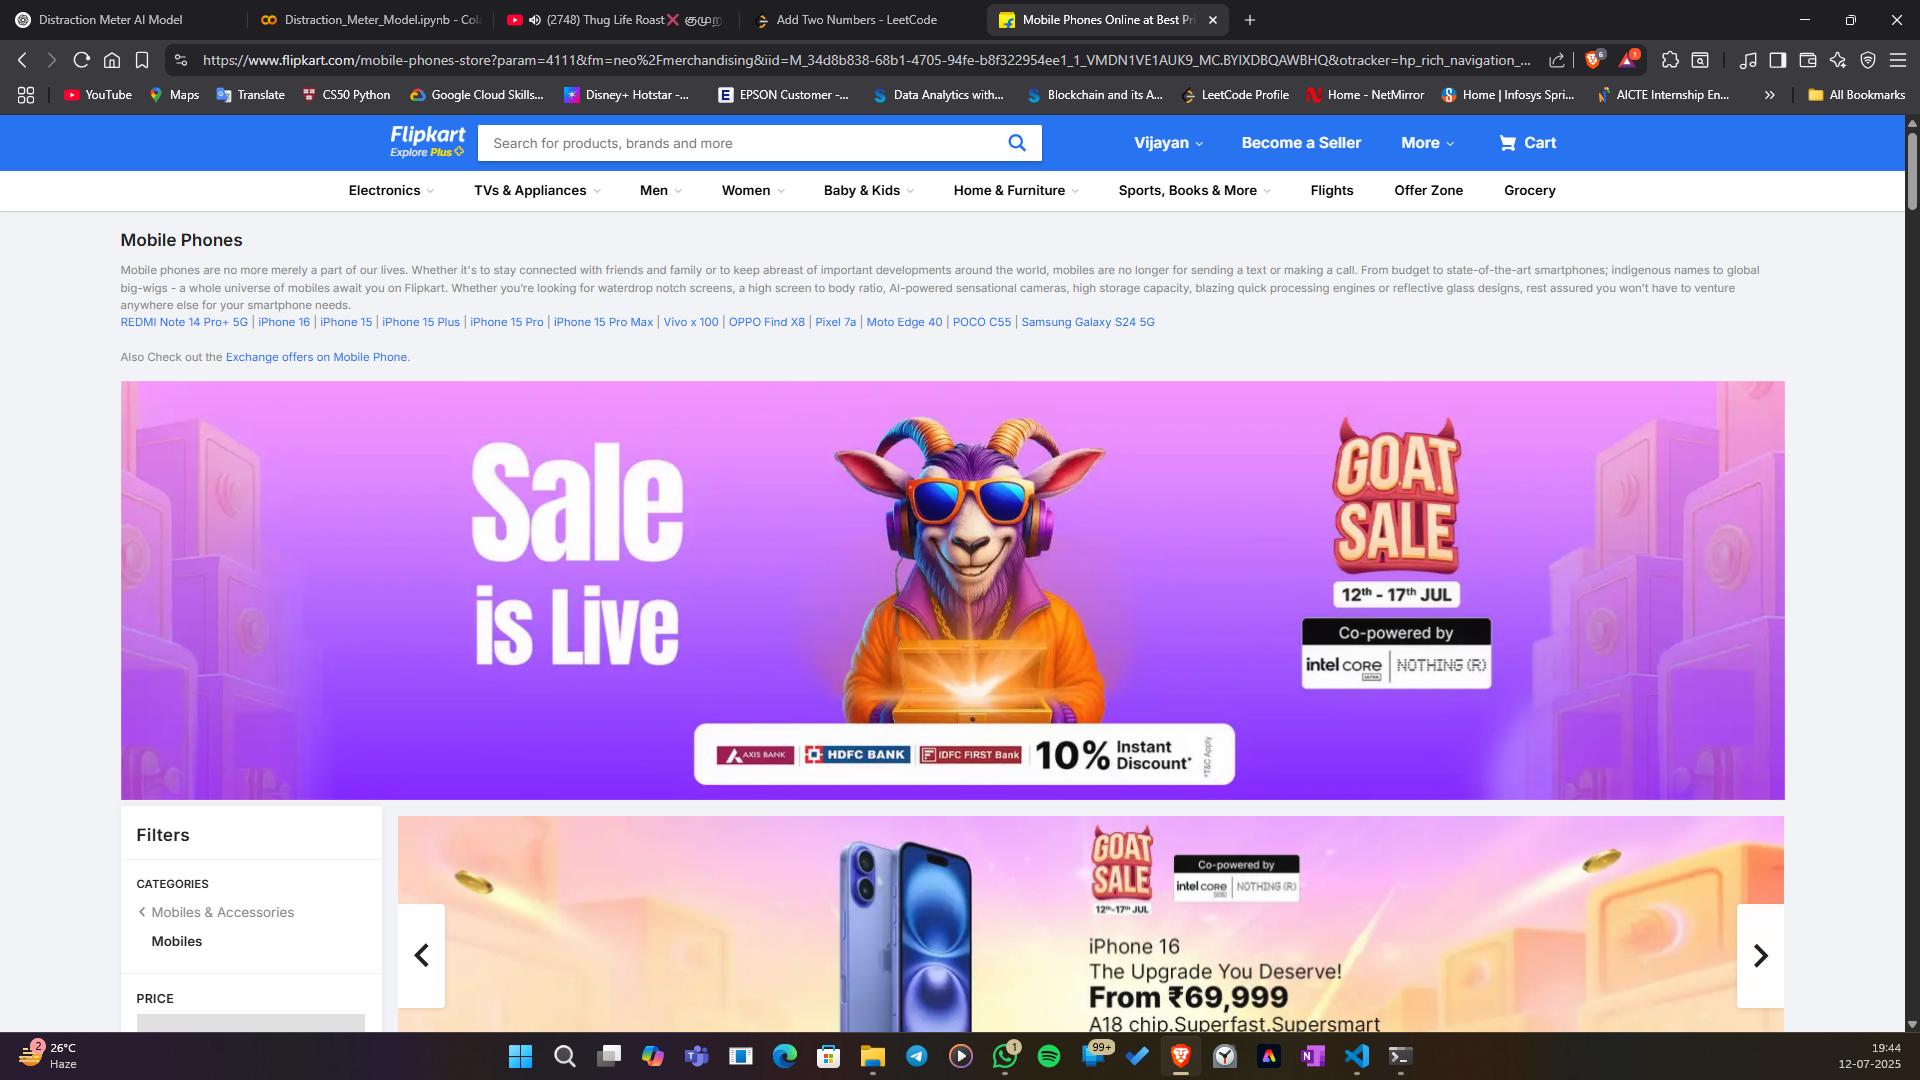 Distraction Meter AI Model
Distraction_Meter_Model.ipynb - Col
(2748) Thug Life Roast❌ குமுற
Add Two Numbers - LeetCode
Mobile Phones Online at Best Pri
https://www.flipkart.com/mobile-phones-store?param=4111&fm=neo%2Fmerchandising&iid=M_34d8b838-68b1-4705-94fe-b8f322954ee1_1_VMDN1VE1AUK9_MC.BYIXDBQAWBHQ&otracker=hp_rich_navigation_...
6
1
YouTube
Maps
Translate
CS50 Python
Google Cloud Skills...
Disney+ Hotstar -...
EPSON Customer -...
Data Analytics with...
Blockchain and its A...
LeetCode Profile
Home - NetMirror
Home | Infosys Spri...
AICTE Internship En...
All Bookmarks
Flipkart
Explore Plus
Search for products, brands and more
Vijayan
Become a Seller
More
Cart
Electronics
TVs & Appliances
Men
Women
Baby & Kids
Home & Furniture
Sports, Books & More
Flights
Offer Zone
Grocery
Mobile Phones
Mobile phones are no more merely a part of our lives. Whether it's to stay connected with friends and family or to keep abreast of important developments around the world, mobiles are no longer for sending a text or making a call. From budget to state-of-the-art smartphones; indigenous names to global
big-wigs - a whole universe of mobiles await you on Flipkart. Whether you're looking for waterdrop notch screens, a high screen to body ratio, AI-powered sensational cameras, high storage capacity, blazing quick processing engines or reflective glass designs, rest assured you won't have to venture
anywhere else for your smartphone needs.
REDMI Note 14 Pro+ 5G | iPhone 16 | iPhone 15 | iPhone 15 Plus | iPhone 15 Pro | iPhone 15 Pro Max | Vivo x 100 | OPPO Find X8 | Pixel 7a | Moto Edge 40 | POCO C55 | Samsung Galaxy S24 5G
Also Check out the Exchange offers on Mobile Phone.
Sale
is Live
GOAT
SALE
12th - 17th JUL
Co-powered by
intel core ULTRA | NOTHING (R)
AXIS BANK | HDFC BANK | IDFC FIRST Bank | 10% Instant Discount* *T&C Apply
Filters
CATEGORIES
Mobiles & Accessories
Mobiles
PRICE
GOAT
SALE
12th-17th JUL
Co-powered by
intel core | NOTHING (R)
iPhone 16
The Upgrade You Deserve!
From ₹69,999
A18 chip.Superfast.Supersmart
2
26°C
Haze
1
99+
19:44
12-07-2025